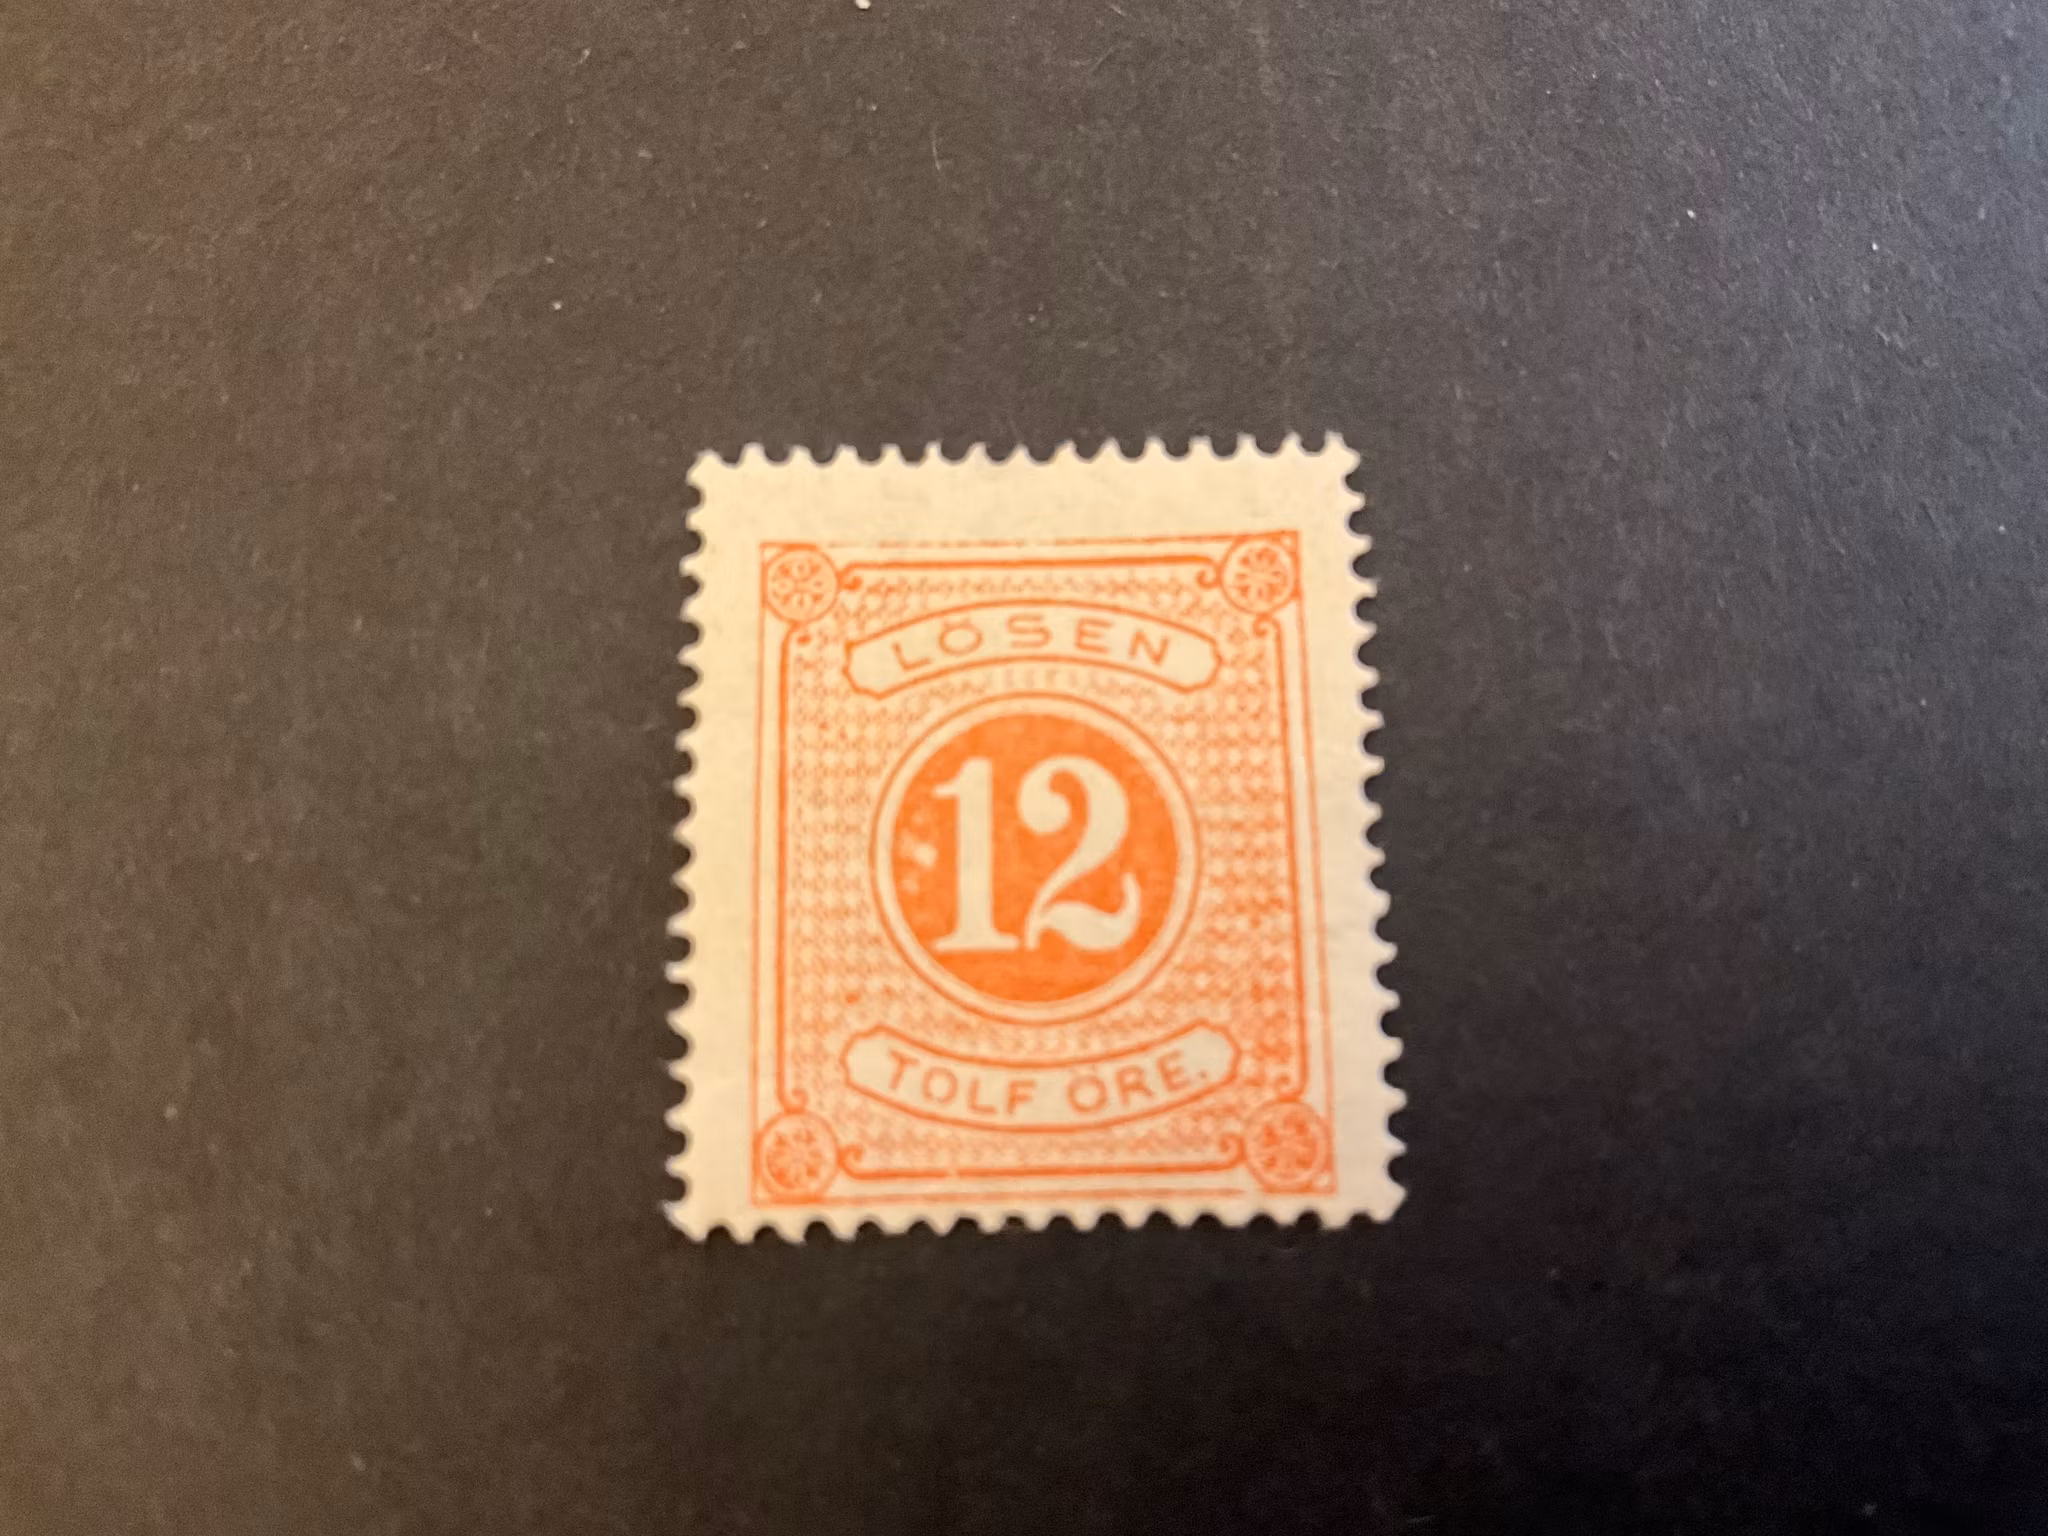 LÖSEN
12
TOLF ÖRE.